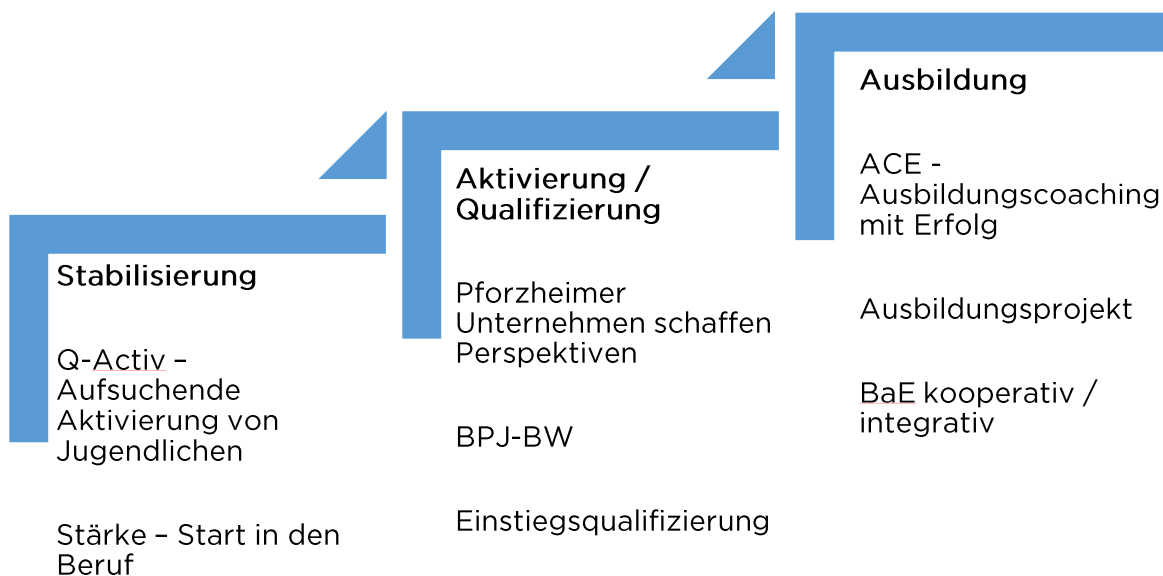 Stabilisierung
Q-Activ –
Aufsuchende
Aktivierung von
Jugendlichen
Stärke – Start in den
Beruf
Aktivierung /
Qualifizierung
Pforzheimer
Unternehmen schaffen
Perspektiven
BPJ-BW
Einstiegsqualifizierung
Ausbildung
ACE -
Ausbildungscoaching
mit Erfolg
Ausbildungsprojekt
BaE kooperativ /
integrativ